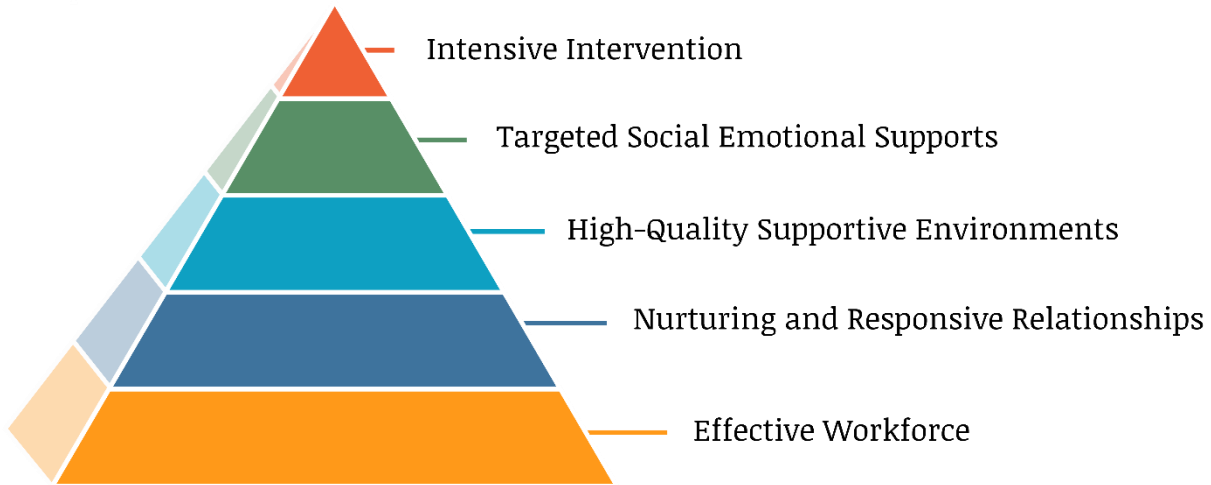 Intensive Intervention
Targeted Social Emotional Supports
High-Quality Supportive Environments
Nurturing and Responsive Relationships
Effective Workforce